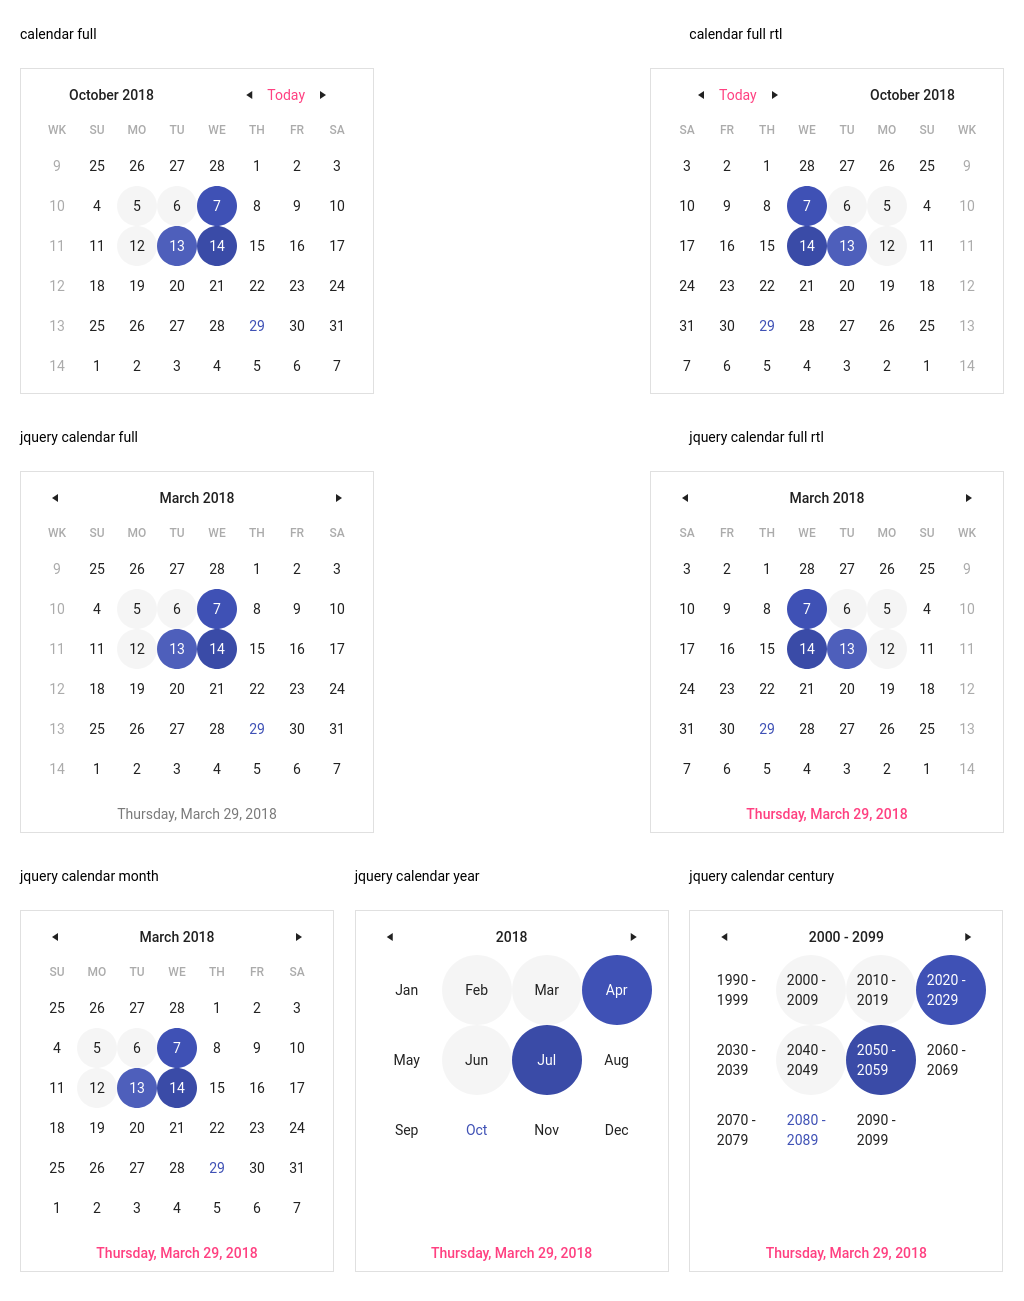 calendar full
calendar full rtl
October 2018
Today
Today
October 2018
WK SU MO TU WE TH FR SA
SA FR TH WE TU MO SU WK
9 25 26 27 28 1 2 3
3 2 1 28 27 26 25 9
10 4 5 6 7 8 9 10
10 9 8 7 6 5 4 10
11 11 12 13 14 15 16 17
17 16 15 14 13 12 11 11
12 18 19 20 21 22 23 24
24 23 22 21 20 19 18 12
13 25 26 27 28 29 30 31
31 30 29 28 27 26 25 13
14 1 2 3 4 5 6 7
7 6 5 4 3 2 1 14
jquery calendar full
jquery calendar full rtl
March 2018
March 2018
WK SU MO TU WE TH FR SA
SA FR TH WE TU MO SU WK
9 25 26 27 28 1 2 3
3 2 1 28 27 26 25 9
10 4 5 6 7 8 9 10
10 9 8 7 6 5 4 10
11 11 12 13 14 15 16 17
17 16 15 14 13 12 11 11
12 18 19 20 21 22 23 24
24 23 22 21 20 19 18 12
13 25 26 27 28 29 30 31
31 30 29 28 27 26 25 13
14 1 2 3 4 5 6 7
7 6 5 4 3 2 1 14
Thursday, March 29, 2018
Thursday, March 29, 2018
jquery calendar month
March 2018
SU MO TU WE TH FR SA
25 26 27 28 1 2 3
4 5 6 7 8 9 10
11 12 13 14 15 16 17
18 19 20 21 22 23 24
25 26 27 28 29 30 31
1 2 3 4 5 6 7
Thursday, March 29, 2018
jquery calendar year
2018
Jan Feb Mar Apr
May Jun Jul Aug
Sep Oct Nov Dec
Thursday, March 29, 2018
jquery calendar century
2000 - 2099
1990 - 2000 - 2010 - 2020 -
1999 2009 2019 2029
2030 - 2040 - 2050 - 2060 -
2039 2049 2059 2069
2070 - 2080 - 2090 -
2079 2089 2099
Thursday, March 29, 2018